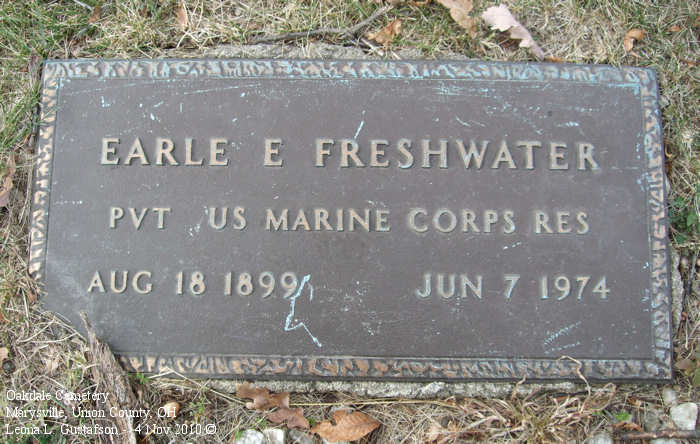 EARLE E FRESHWATER
PVT US MARINE CORPS RES
AUG 18 1899 JUN 7 1974
Oakdale Cemetery
Marysville, Union County, OH
Leona L. Gustafson - 4 Nov 2010 ©